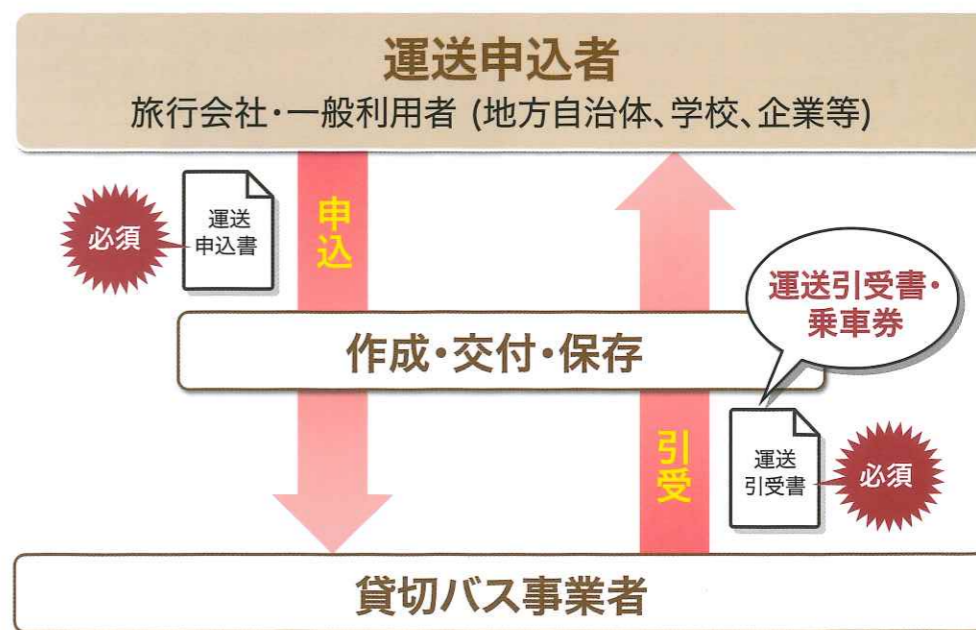 運送申込者
旅行会社・一般利用者 (地方自治体、学校、企業等)
必須
運送
申込書
申込
運送引受書・
乗車券
作成・交付・保存
引受
運送
引受書
必須
貸切バス事業者